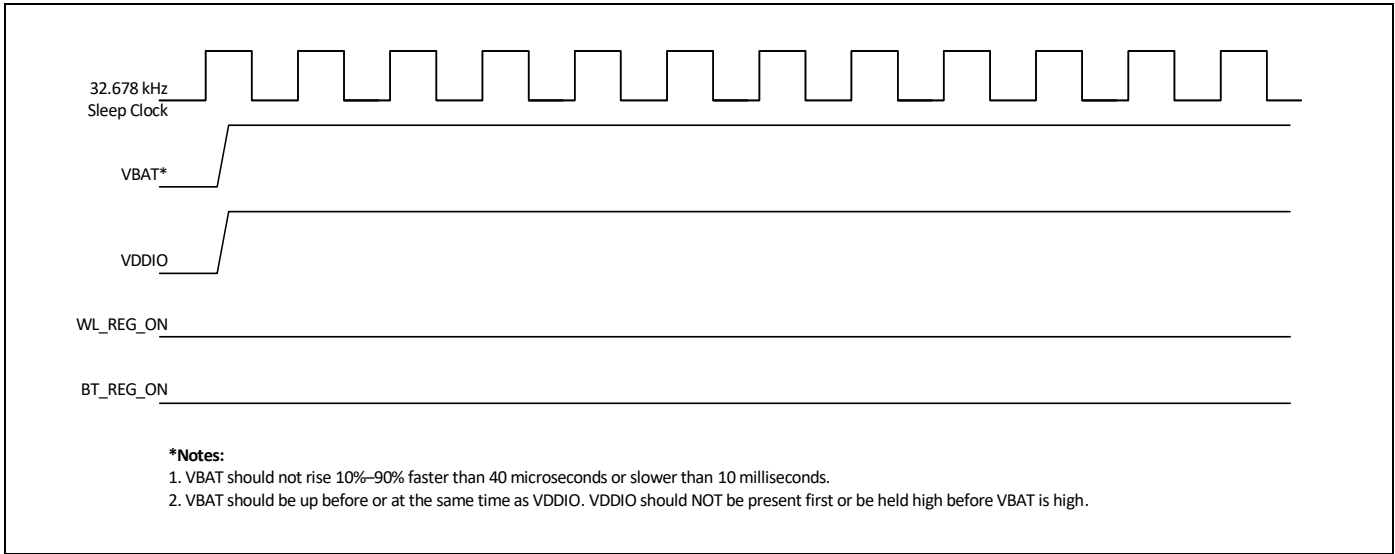 32.678 kHz
Sleep Clock
VBAT*
VDDIO
WL_REG_ON
BT_REG_ON
*Notes:
1. VBAT should not rise 10%–90% faster than 40 microseconds or slower than 10 milliseconds.
2. VBAT should be up before or at the same time as VDDIO. VDDIO should NOT be present first or be held high before VBAT is high.